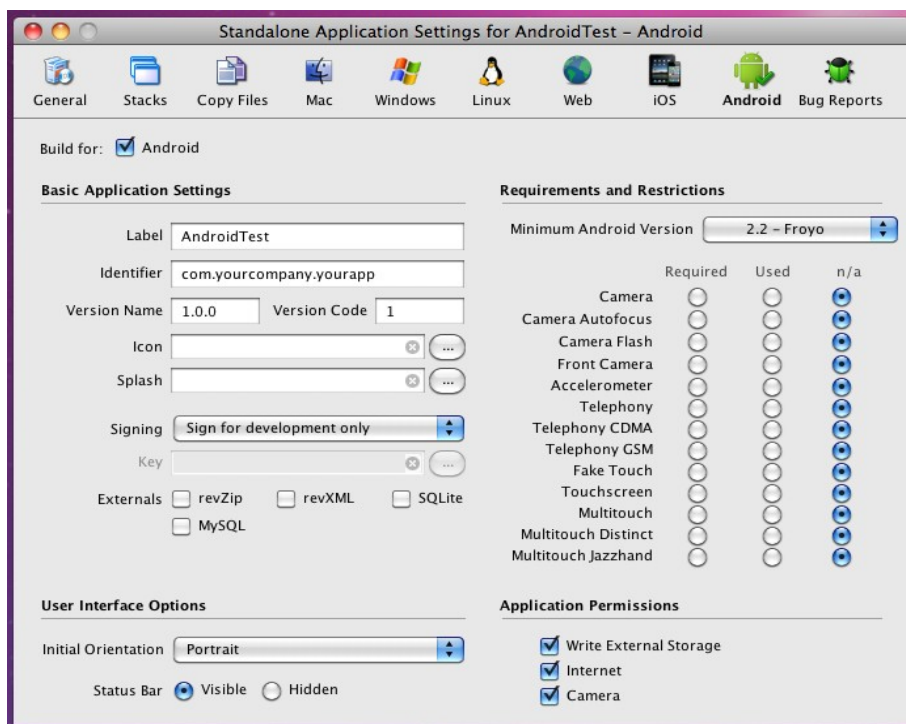 Standalone Application Settings for AndroidTest – Android
General Stacks Copy Files Mac Windows Linux Web iOS Android Bug Reports
Build for: Android
Basic Application Settings
Label AndroidTest
Identifier com.yourcompany.yourapp
Version Name 1.0.0 Version Code 1
Icon ...
Splash ...
Signing Sign for development only
Key ...
Externals revZip revXML SQLite
MySQL
User Interface Options
Initial Orientation Portrait
Status Bar Visible Hidden
Requirements and Restrictions
Minimum Android Version 2.2 – Froyo
Required Used n/a
Camera
Camera Autofocus
Camera Flash
Front Camera
Accelerometer
Telephony
Telephony CDMA
Telephony GSM
Fake Touch
Touchscreen
Multitouch
Multitouch Distinct
Multitouch Jazzhand
Application Permissions
Write External Storage
Internet
Camera